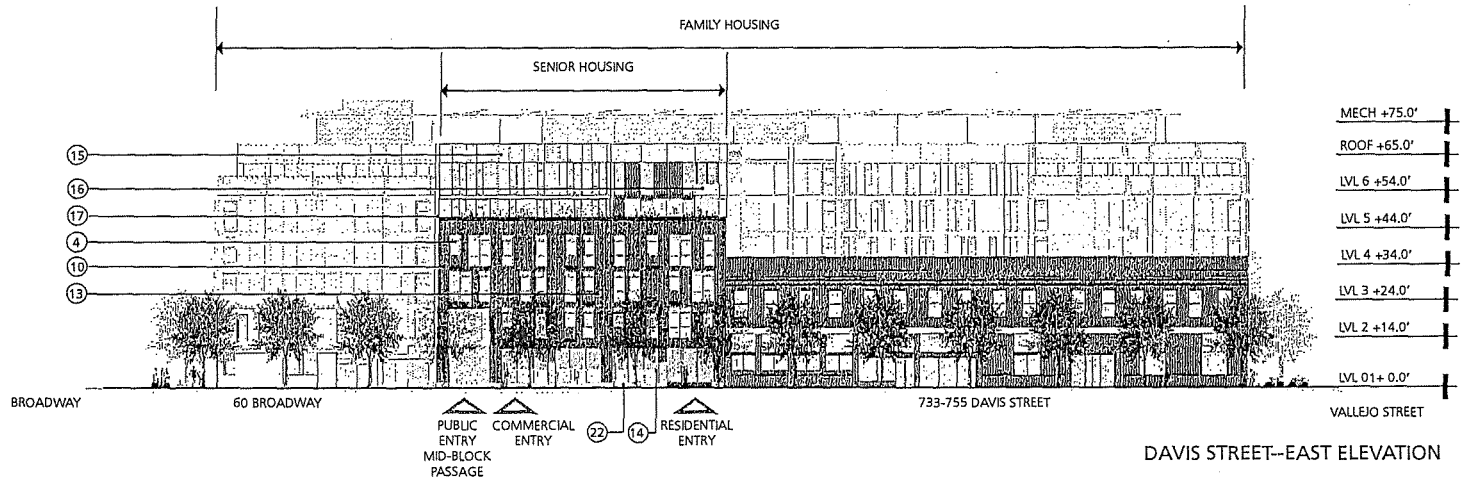 FAMILY HOUSING
SENIOR HOUSING
MECH +75.0'
15
ROOF +65.0'
16
LVL 6 +54.0'
17
LVL 5 +44.0'
4
LVL 4 +34.0'
10
13
LVL 3 +24.0'
LVL 2 +14.0'
LVL 01+ 0.0'
BROADWAY
60 BROADWAY
733-755 DAVIS STREET
VALLEJO STREET
PUBLIC
ENTRY
MID-BLOCK
PASSAGE
COMMERCIAL
ENTRY
22
14
RESIDENTIAL
ENTRY
DAVIS STREET--EAST ELEVATION